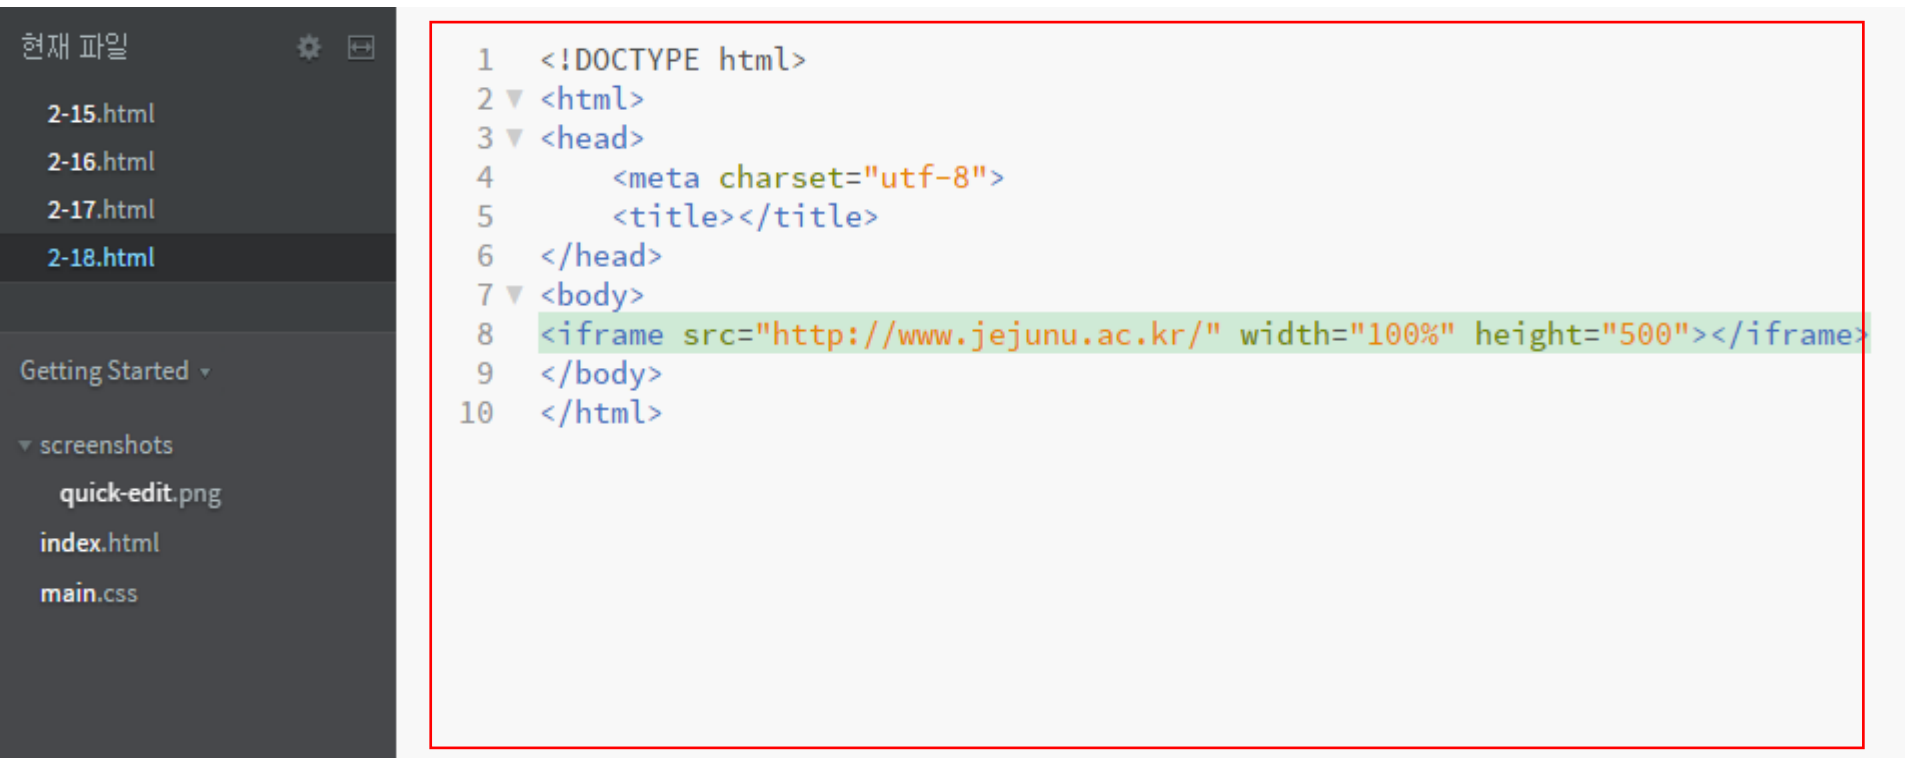 현재 파일
2-15.html
2-16.html
2-17.html
2-18.html
Getting Started
screenshots
quick-edit.png
index.html
main.css
1 <!DOCTYPE html>
2 <html>
3 <head>
4 <meta charset="utf-8">
5 <title></title>
6 </head>
7 <body>
8 <iframe src="http://www.jejunu.ac.kr/" width="100%" height="500"></iframe>
9 </body>
10 </html>